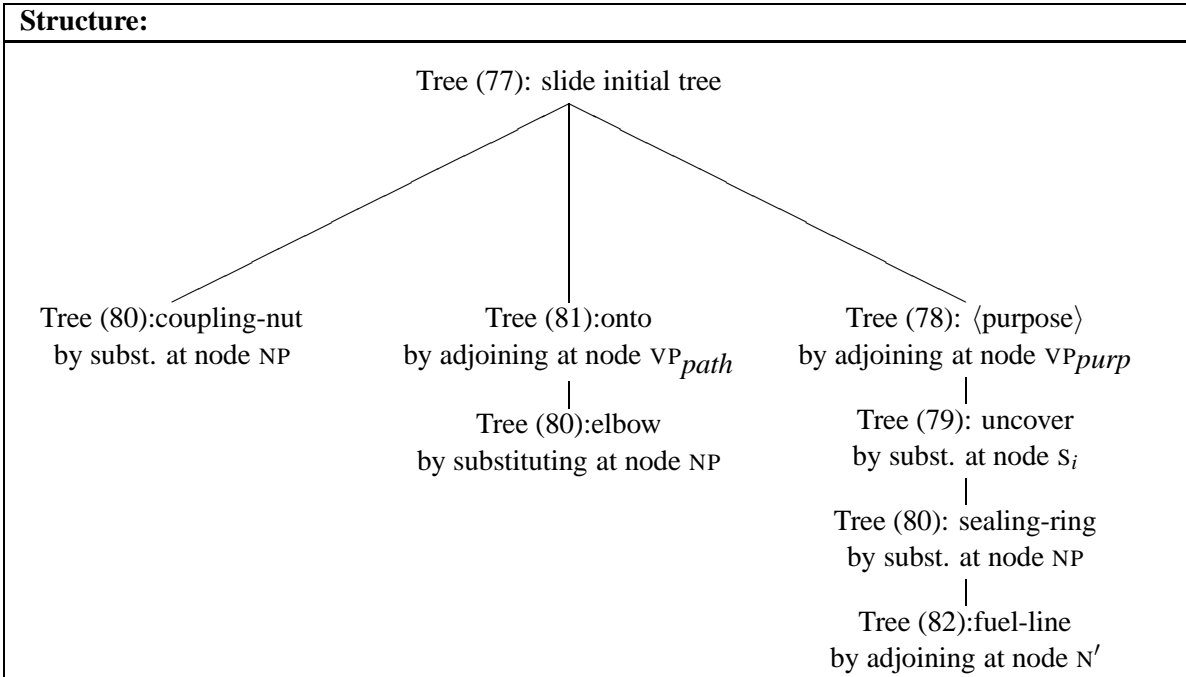 Structure:
Tree (77): slide initial tree
Tree (80):coupling-nut
by subst. at node NP
Tree (81):onto
by adjoining at node VPpath
Tree (80):elbow
by substituting at node NP
Tree (78): ⟨purpose⟩
by adjoining at node VPpurp
Tree (79): uncover
by subst. at node Si
Tree (80): sealing-ring
by subst. at node NP
Tree (82):fuel-line
by adjoining at node N′